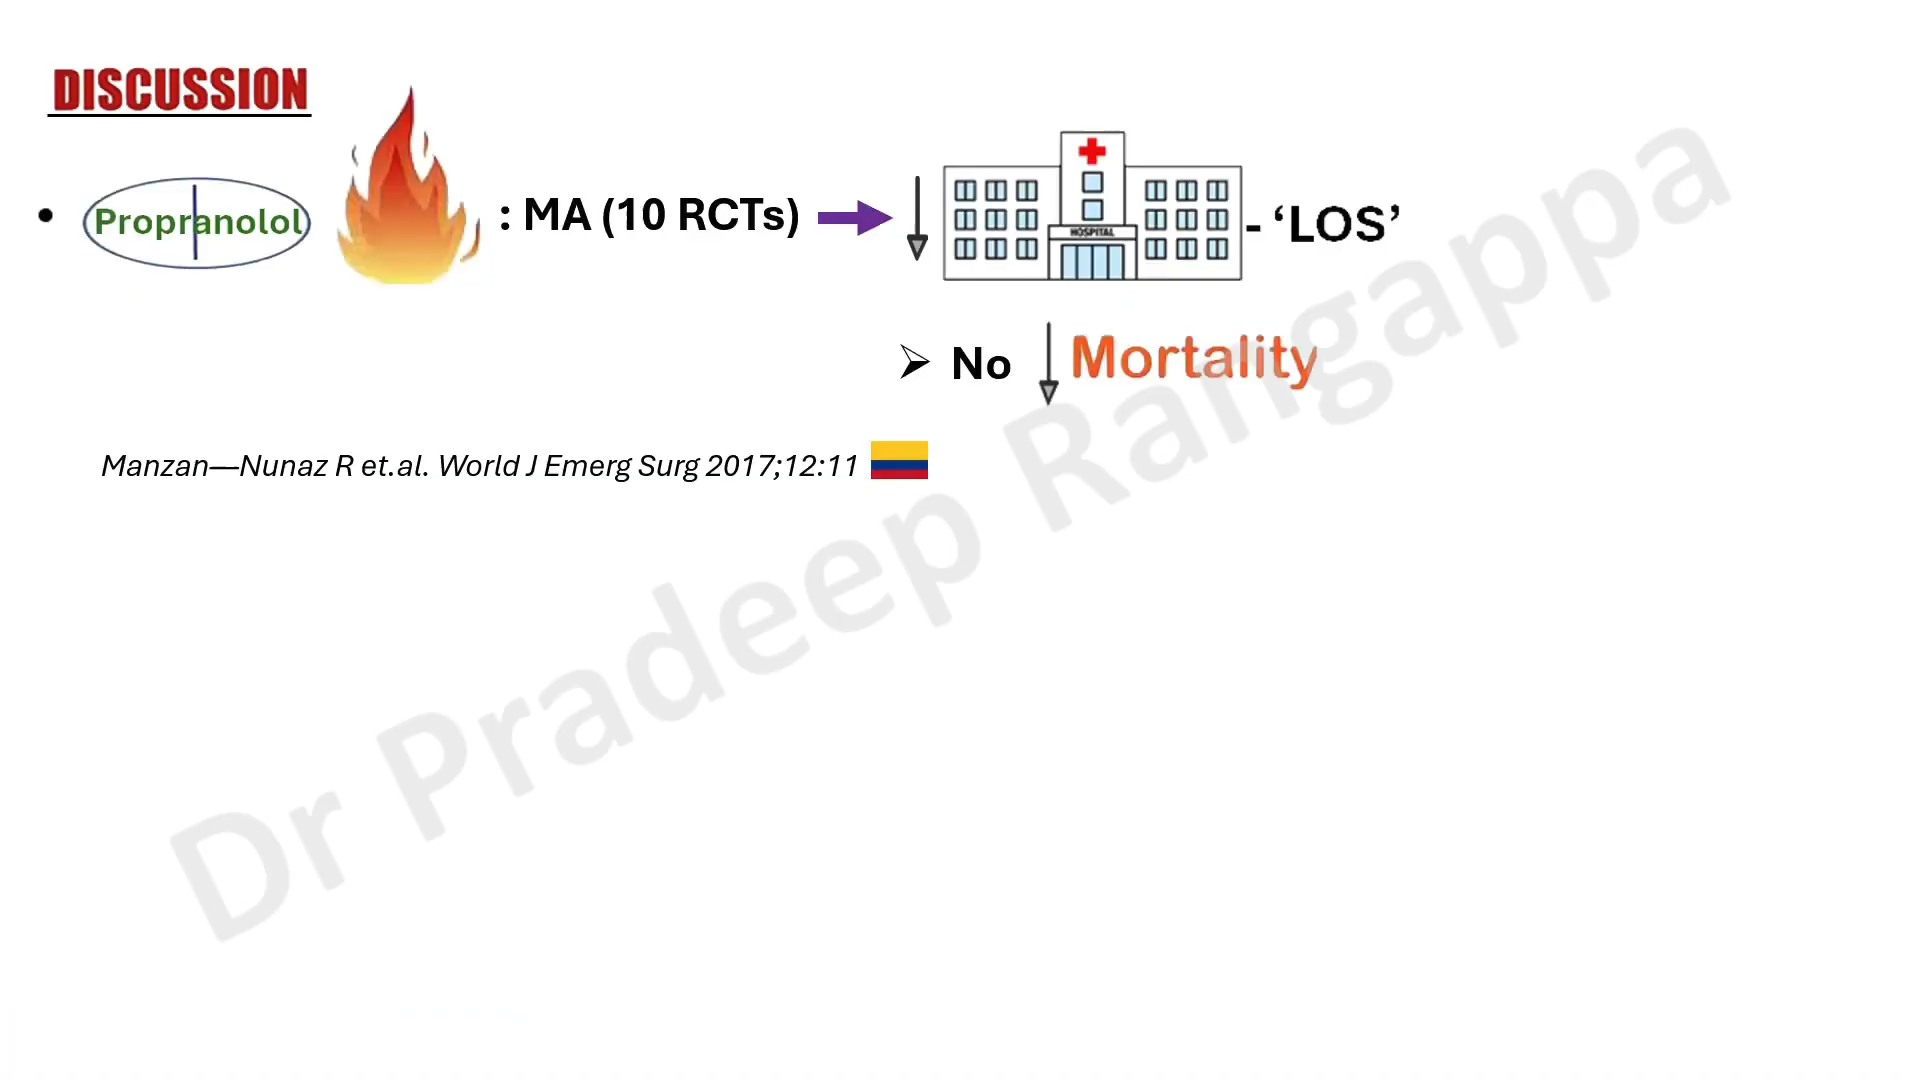 DISCUSSION
• Propranolol : MA (10 RCTs) HOSPITAL - ‘LOS’
➢ No Mortality
Manzan—Nunaz R et.al. World J Emerg Surg 2017;12:11
Dr Pradeep Rangappa